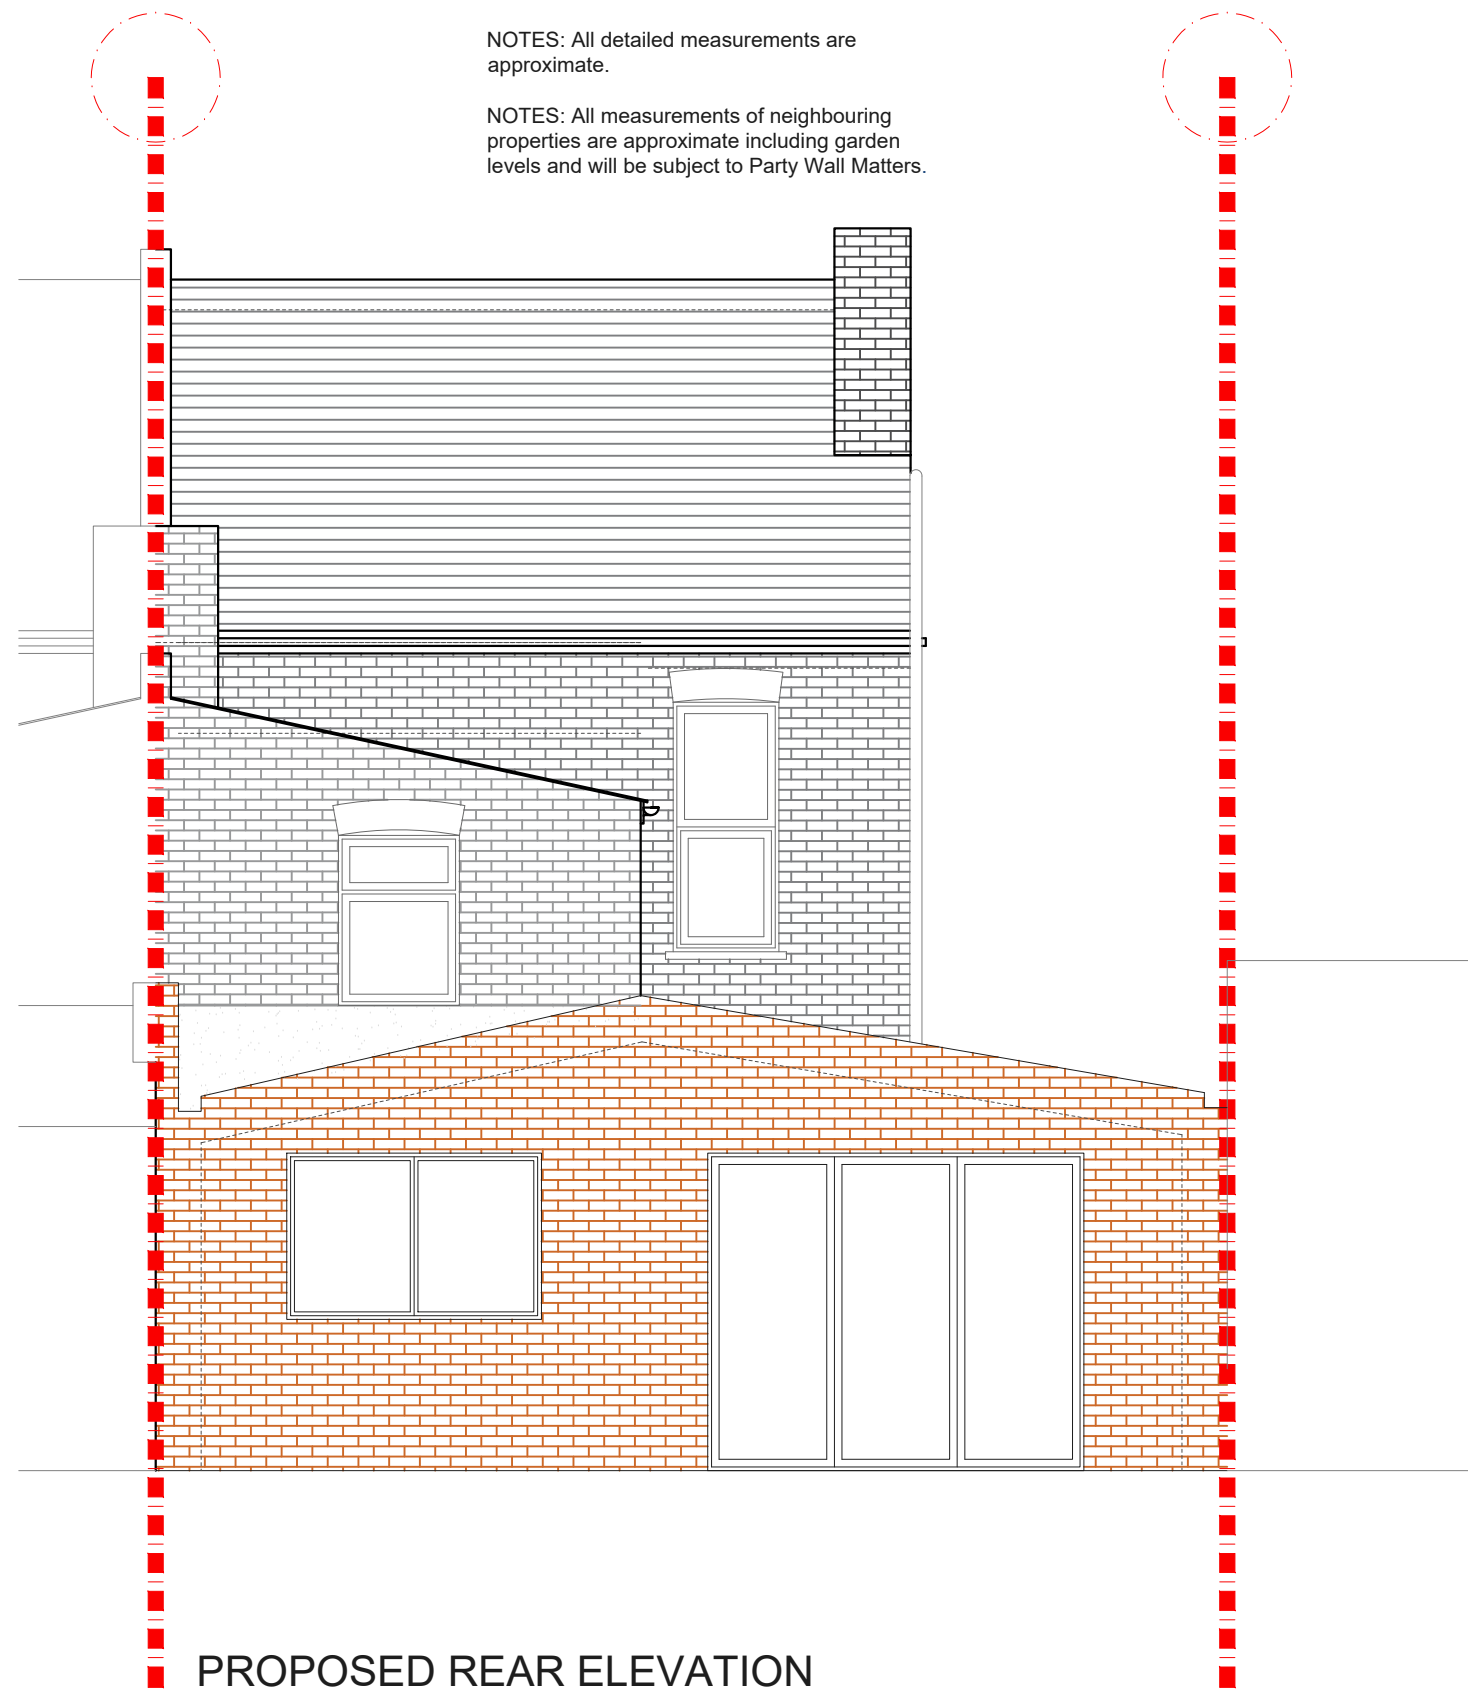 NOTES: All detailed measurements are
approximate.
NOTES: All measurements of neighbouring
properties are approximate including garden
levels and will be subject to Party Wall Matters.
PROPOSED REAR ELEVATION